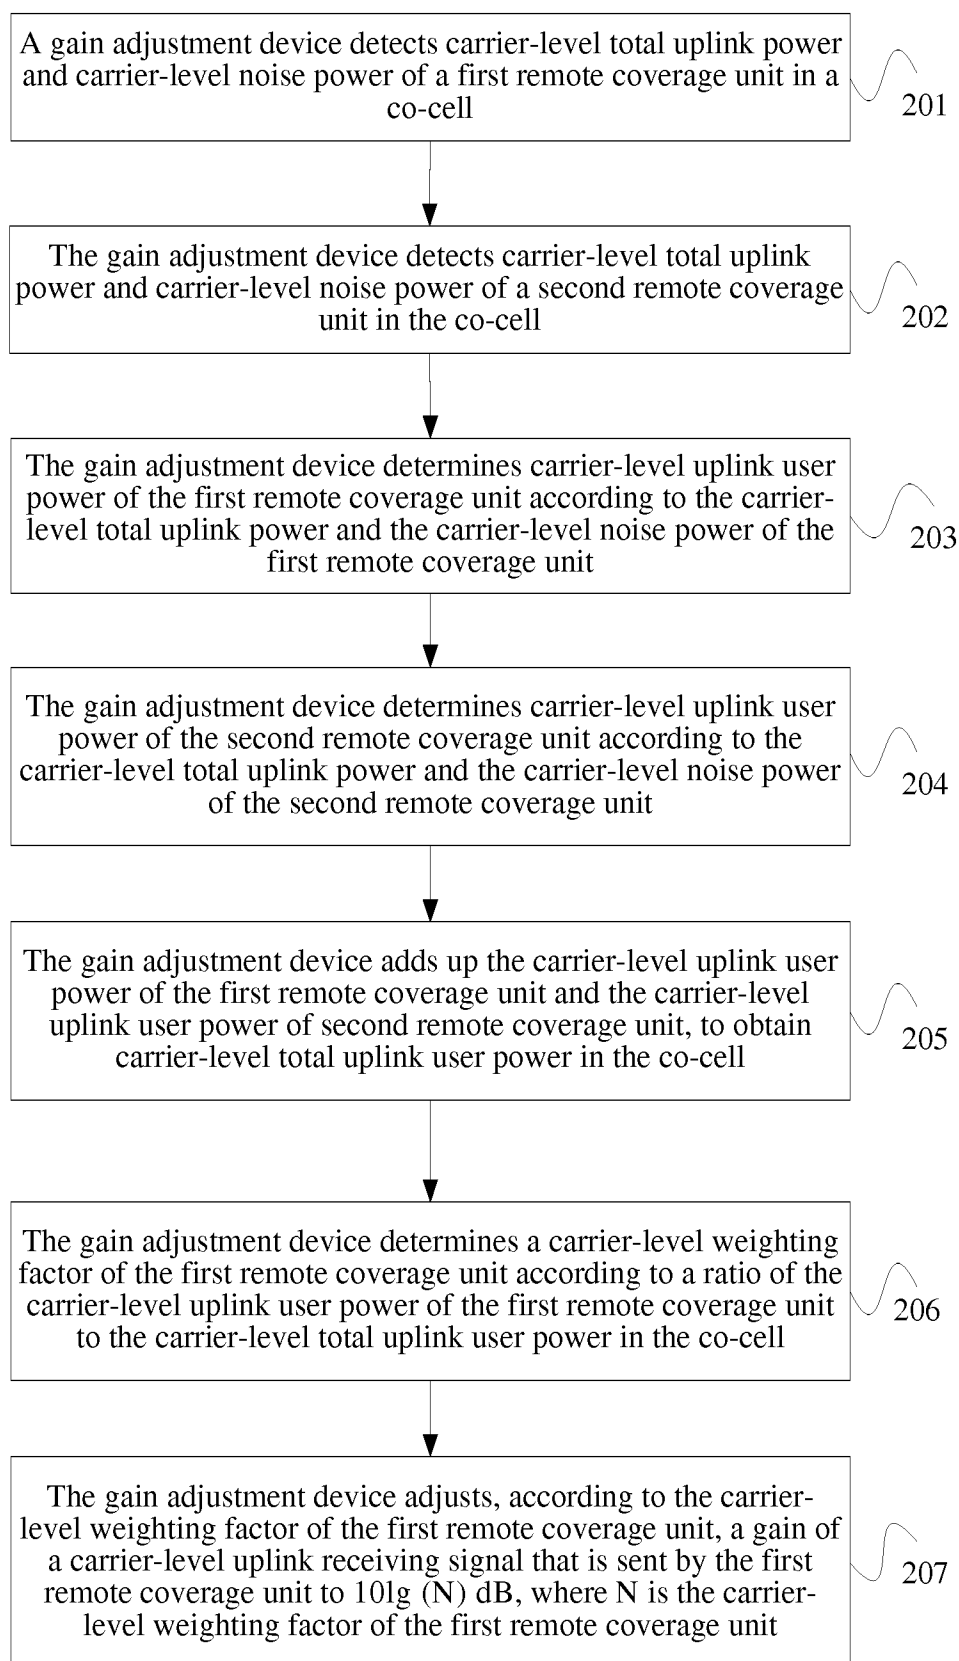 A gain adjustment device detects carrier-level total uplink power
and carrier-level noise power of a first remote coverage unit in a
co-cell
201
The gain adjustment device detects carrier-level total uplink
power and carrier-level noise power of a second remote coverage
unit in the co-cell
202
The gain adjustment device determines carrier-level uplink user
power of the first remote coverage unit according to the carrier-
level total uplink power and the carrier-level noise power of the
first remote coverage unit
203
The gain adjustment device determines carrier-level uplink user
power of the second remote coverage unit according to the
carrier-level total uplink power and the carrier-level noise power
of the second remote coverage unit
204
The gain adjustment device adds up the carrier-level uplink user
power of the first remote coverage unit and the carrier-level
uplink user power of second remote coverage unit, to obtain
carrier-level total uplink user power in the co-cell
205
The gain adjustment device determines a carrier-level weighting
factor of the first remote coverage unit according to a ratio of the
carrier-level uplink user power of the first remote coverage unit
to the carrier-level total uplink user power in the co-cell
206
The gain adjustment device adjusts, according to the carrier-
level weighting factor of the first remote coverage unit, a gain of
a carrier-level uplink receiving signal that is sent by the first
remote coverage unit to 10lg (N) dB, where N is the carrier-
level weighting factor of the first remote coverage unit
207